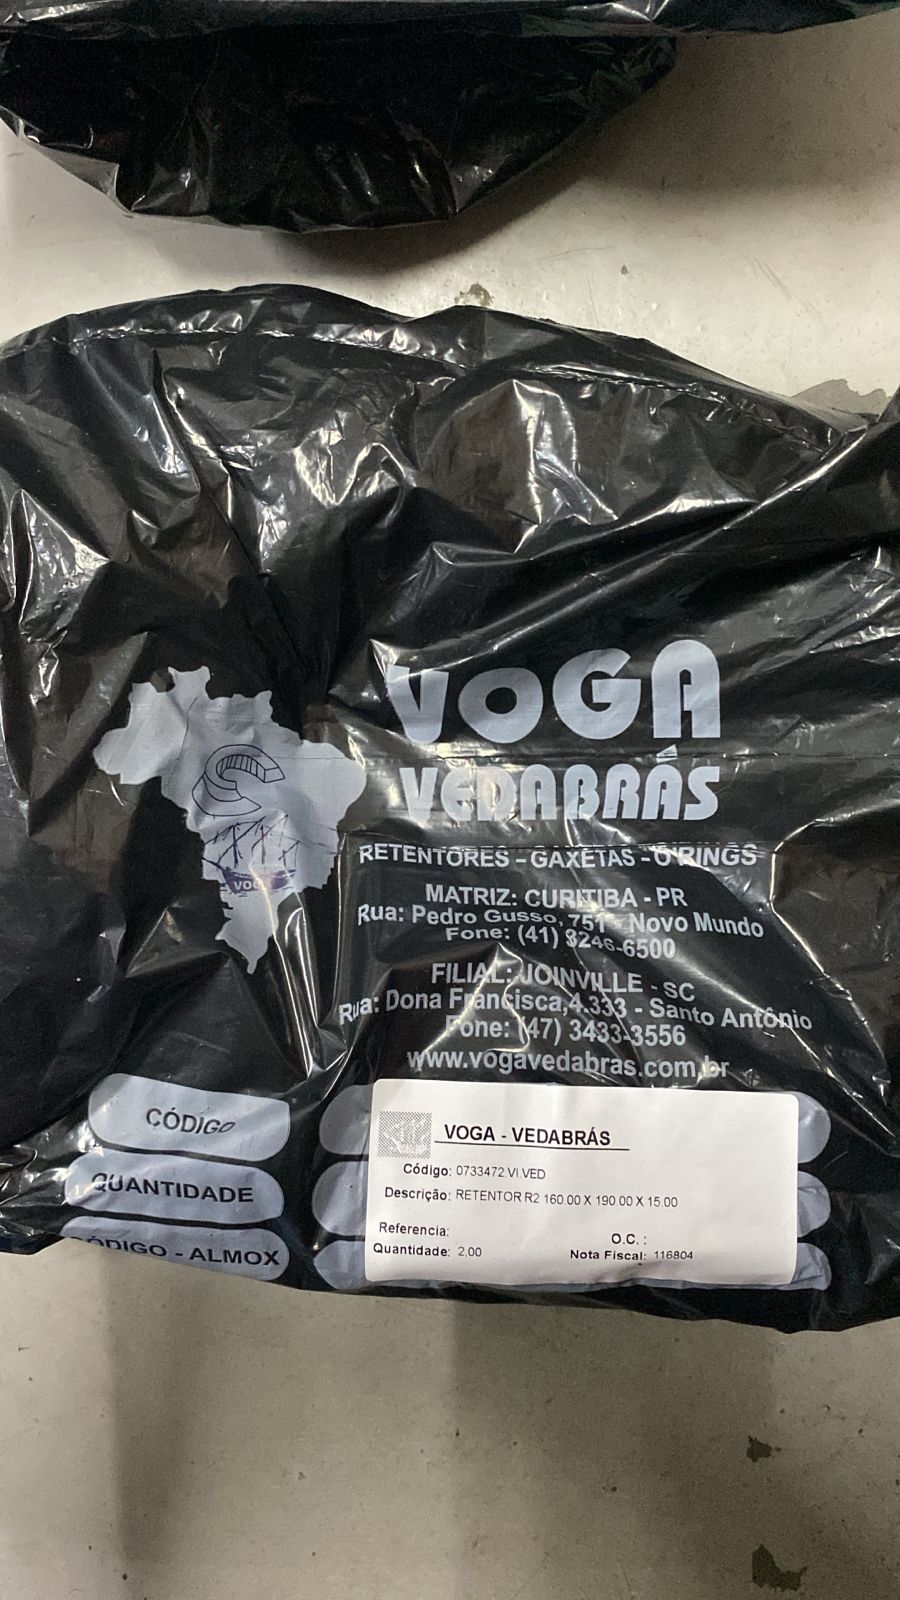 VOGA
VEDABRÁS
VOGA
RETENTORES - GAXETAS - O'RINGS
MATRIZ: CURITIBA - PR
Rua: Pedro Gusso, 751 - Novo Mundo
Fone: (41) 3246-6500
FILIAL: JOINVILLE - SC
Rua: Dona Francisca, 4.333 - Santo Antônio
Fone: (47) 3433-3556
www.vogavedabras.com.br
CÓDIGO
QUANTIDADE
CÓDIGO - ALMOX
VOGA - VEDABRÁS
Código: 0733472.VI.VED
Descrição: RETENTOR R2 160.00 X 190.00 X 15.00
Referencia:
O.C. :
Quantidade: 2,00
Nota Fiscal: 116804